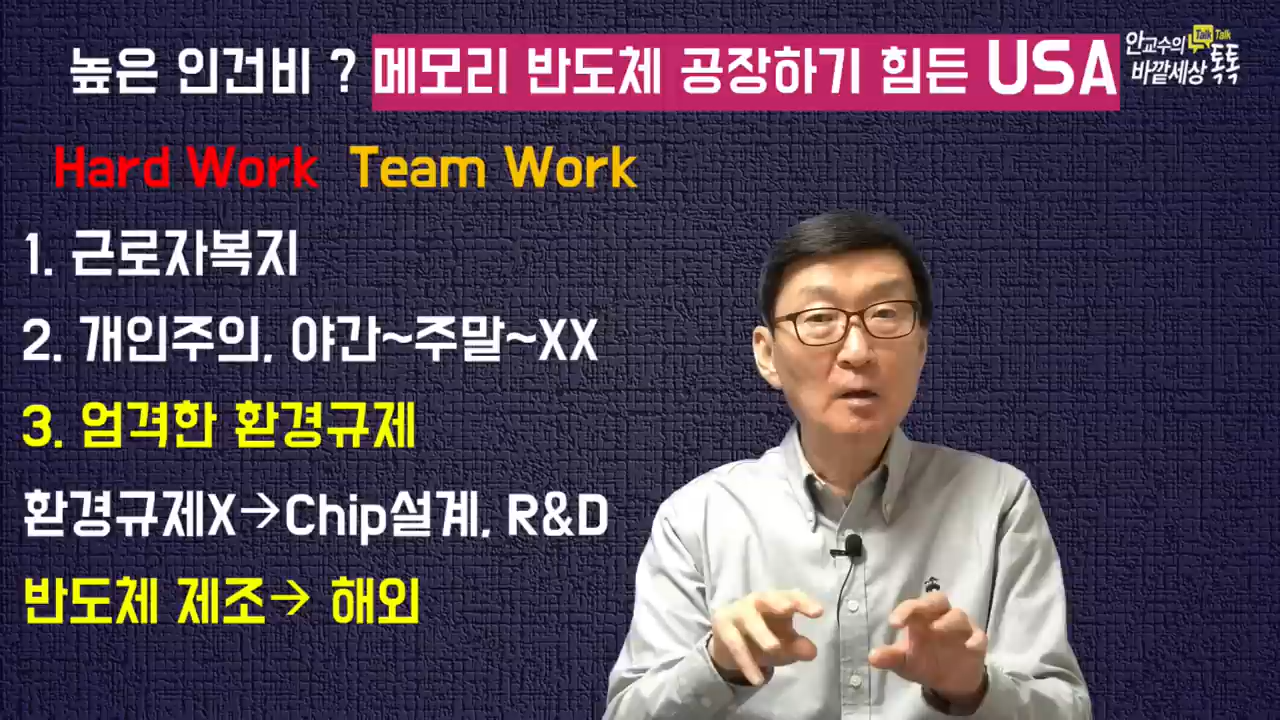 높은 인건비 ? 메모리 반도체 공장하기 힘든 USA
안교수의 Talk Talk
바깥세상 톡톡
Hard Work Team Work
1. 근로자복지
2. 개인주의, 야간~주말~XX
3. 엄격한 환경규제
환경규제X→Chip설계, R&D
반도체 제조→ 해외